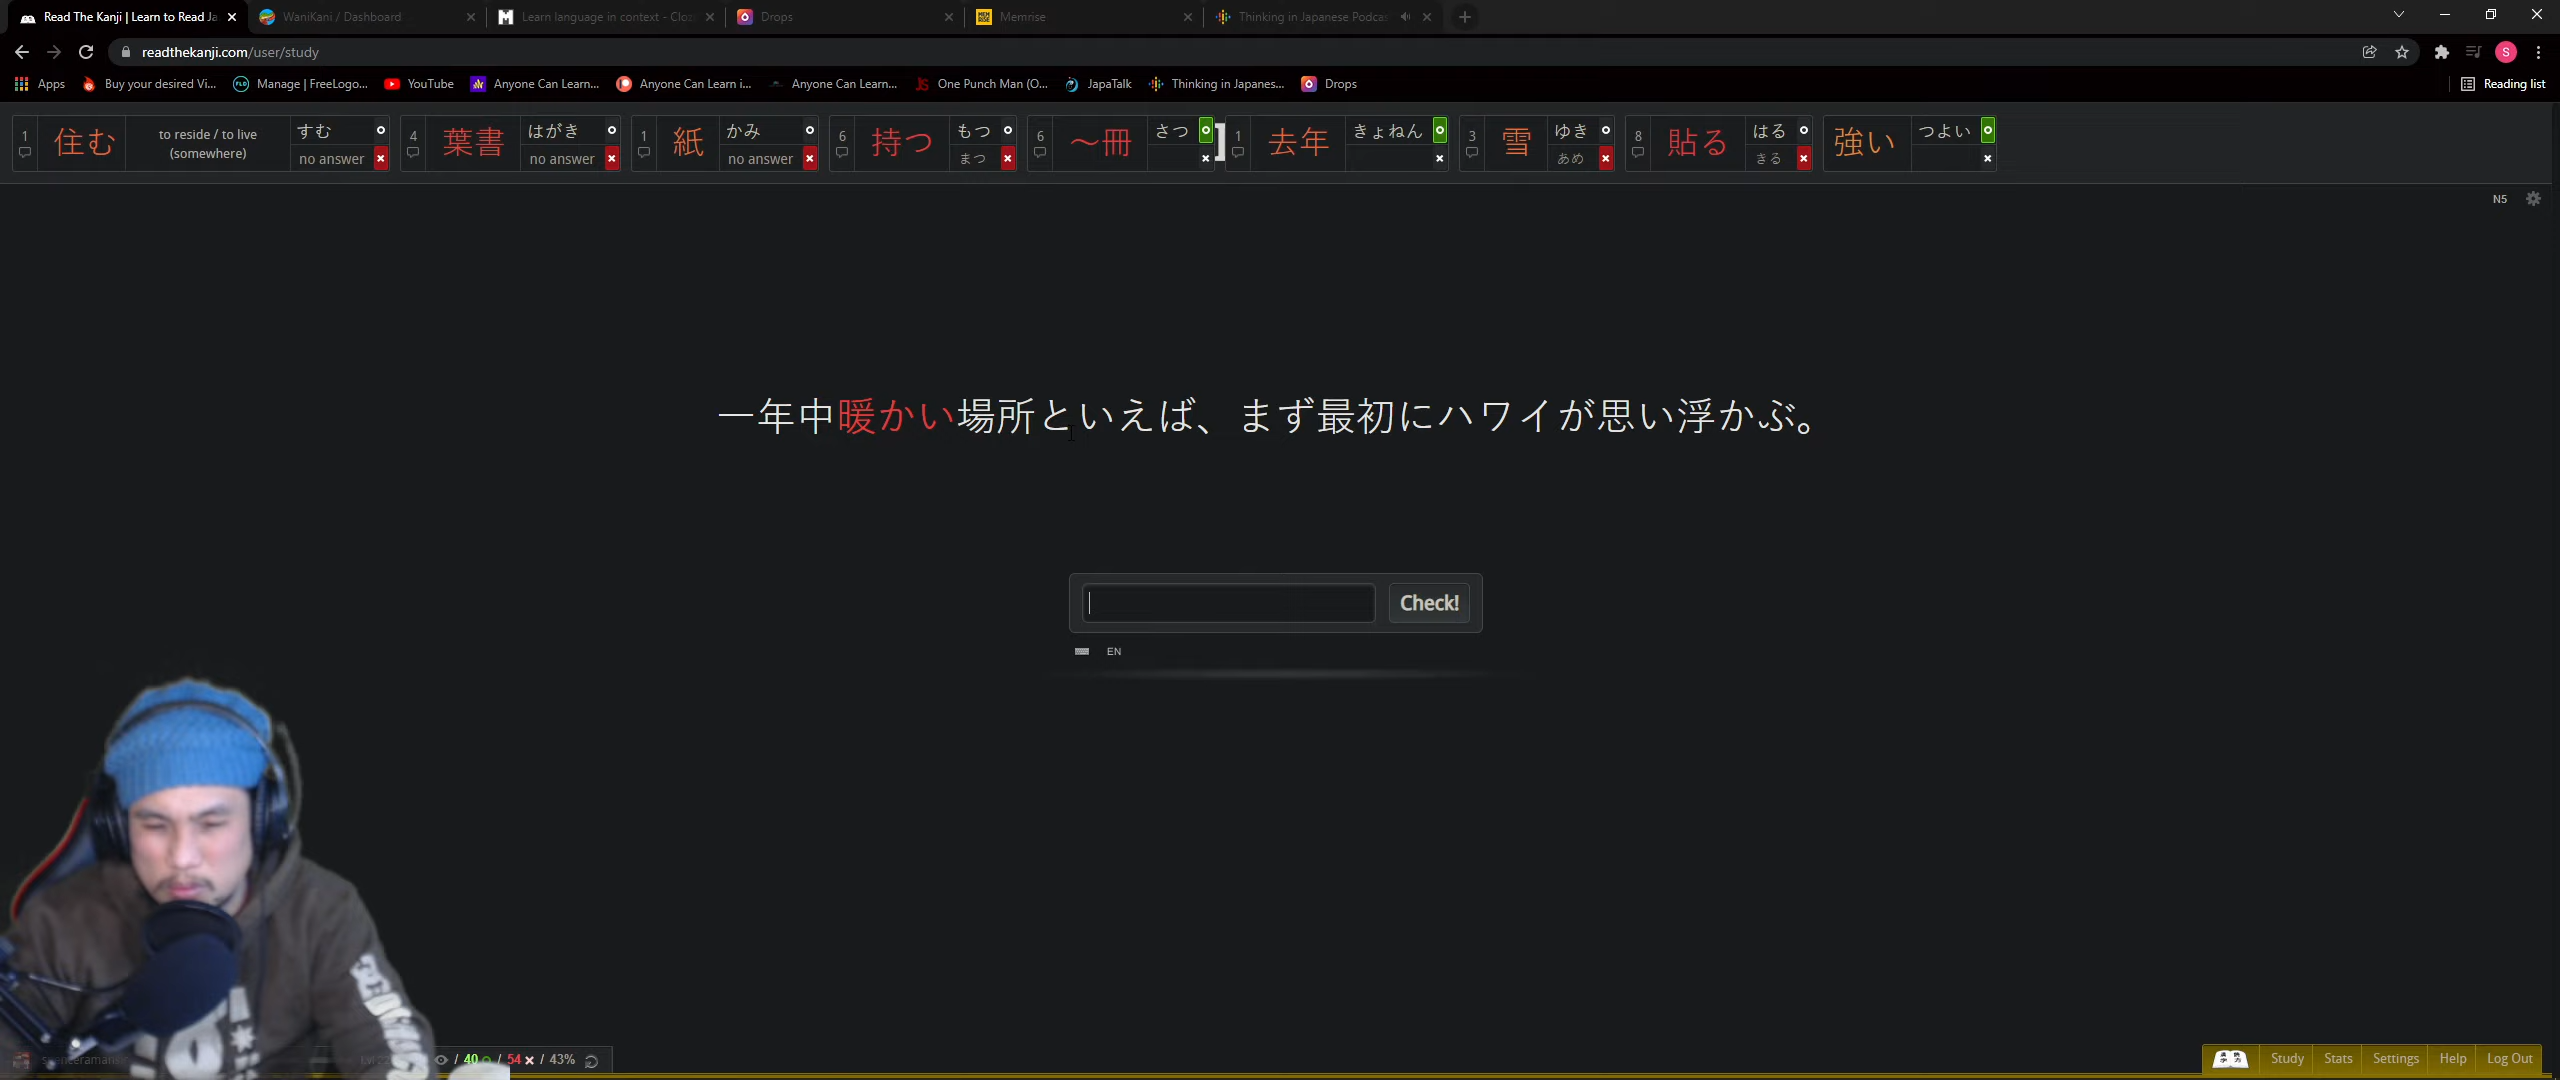 Read The Kanji | Learn to Read Ja
WaniKani / Dashboard
Learn language in context - Cloz
Drops
Memrise
Thinking in Japanese Podcas
readthekanji.com/user/study
Apps
Buy your desired Vi...
Manage | FreeLogo...
YouTube
Anyone Can Learn...
Anyone Can Learn i...
Anyone Can Learn...
One Punch Man (O...
JapaTalk
Thinking in Japanes...
Drops
Reading list
1 住む to reside / to live (somewhere) すむ no answer
4 葉書 はがき no answer
1 紙 かみ no answer
6 持つ もつ まつ
6 〜冊 さつ
1 去年 きょねん
3 雪 ゆき あめ
8 貼る はる きる
強い つよい
N5
一年中暖かい場所といえば、まず最初にハワイが思い浮かぶ。
Check!
EN
/ 40 / 54 / 43%
Study
Stats
Settings
Help
Log Out